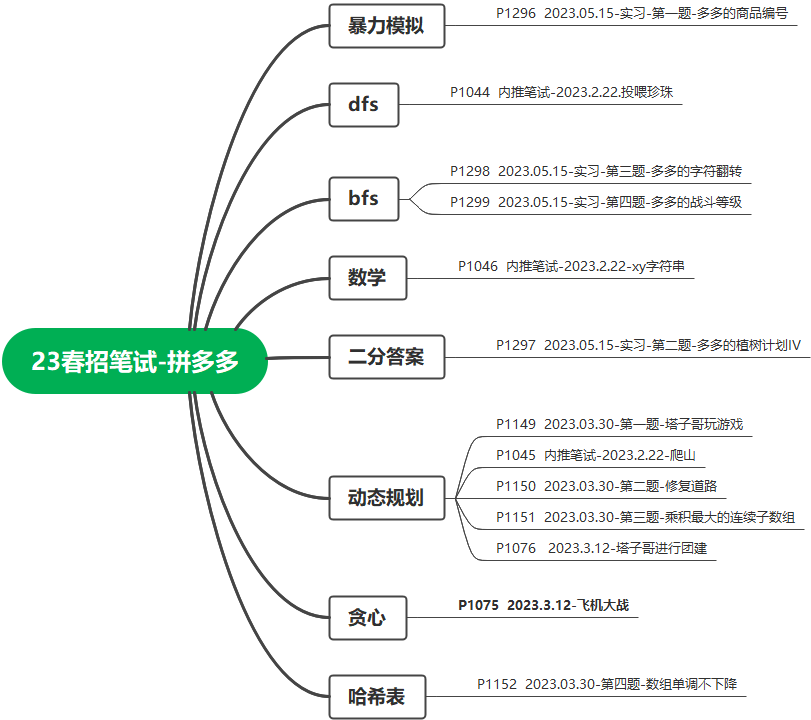 23春招笔试-拼多多
暴力模拟
P1296 2023.05.15-实习-第一题-多多的商品编号
dfs
P1044 内推笔试-2023.2.22.投喂珍珠
bfs
P1298 2023.05.15-实习-第三题-多多的字符翻转
P1299 2023.05.15-实习-第四题-多多的战斗等级
数学
P1046 内推笔试-2023.2.22-xy字符串
二分答案
P1297 2023.05.15-实习-第二题-多多的植树计划IV
动态规划
P1149 2023.03.30-第一题-塔子哥玩游戏
P1045 内推笔试-2023.2.22-爬山
P1150 2023.03.30-第二题-修复道路
P1151 2023.03.30-第三题-乘积最大的连续子数组
P1076 2023.3.12-塔子哥进行团建
贪心
P1075 2023.3.12-飞机大战
哈希表
P1152 2023.03.30-第四题-数组单调不下降